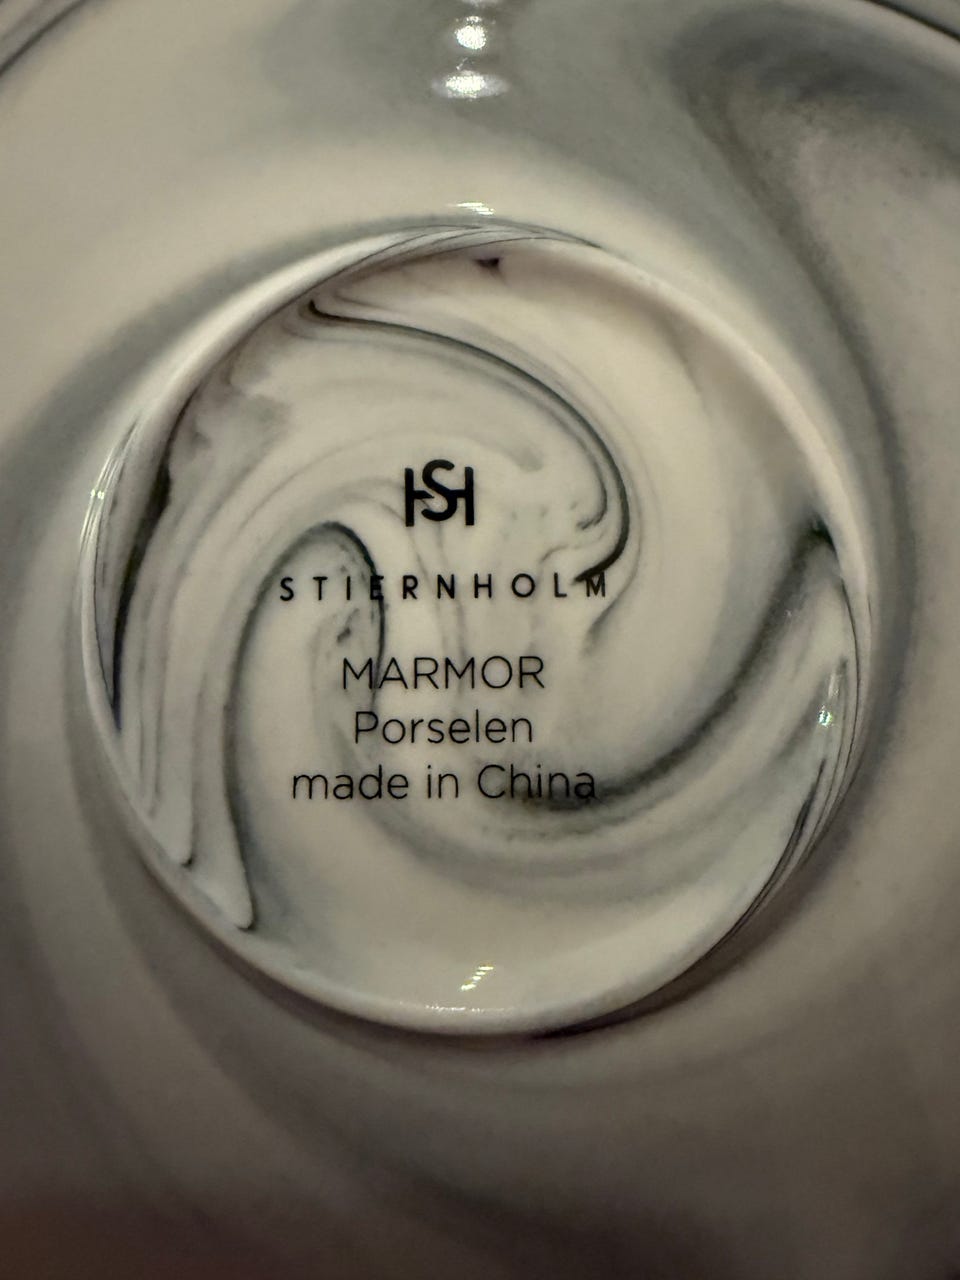 SH
STIERNHOLM
MARMOR
Porselen
made in China